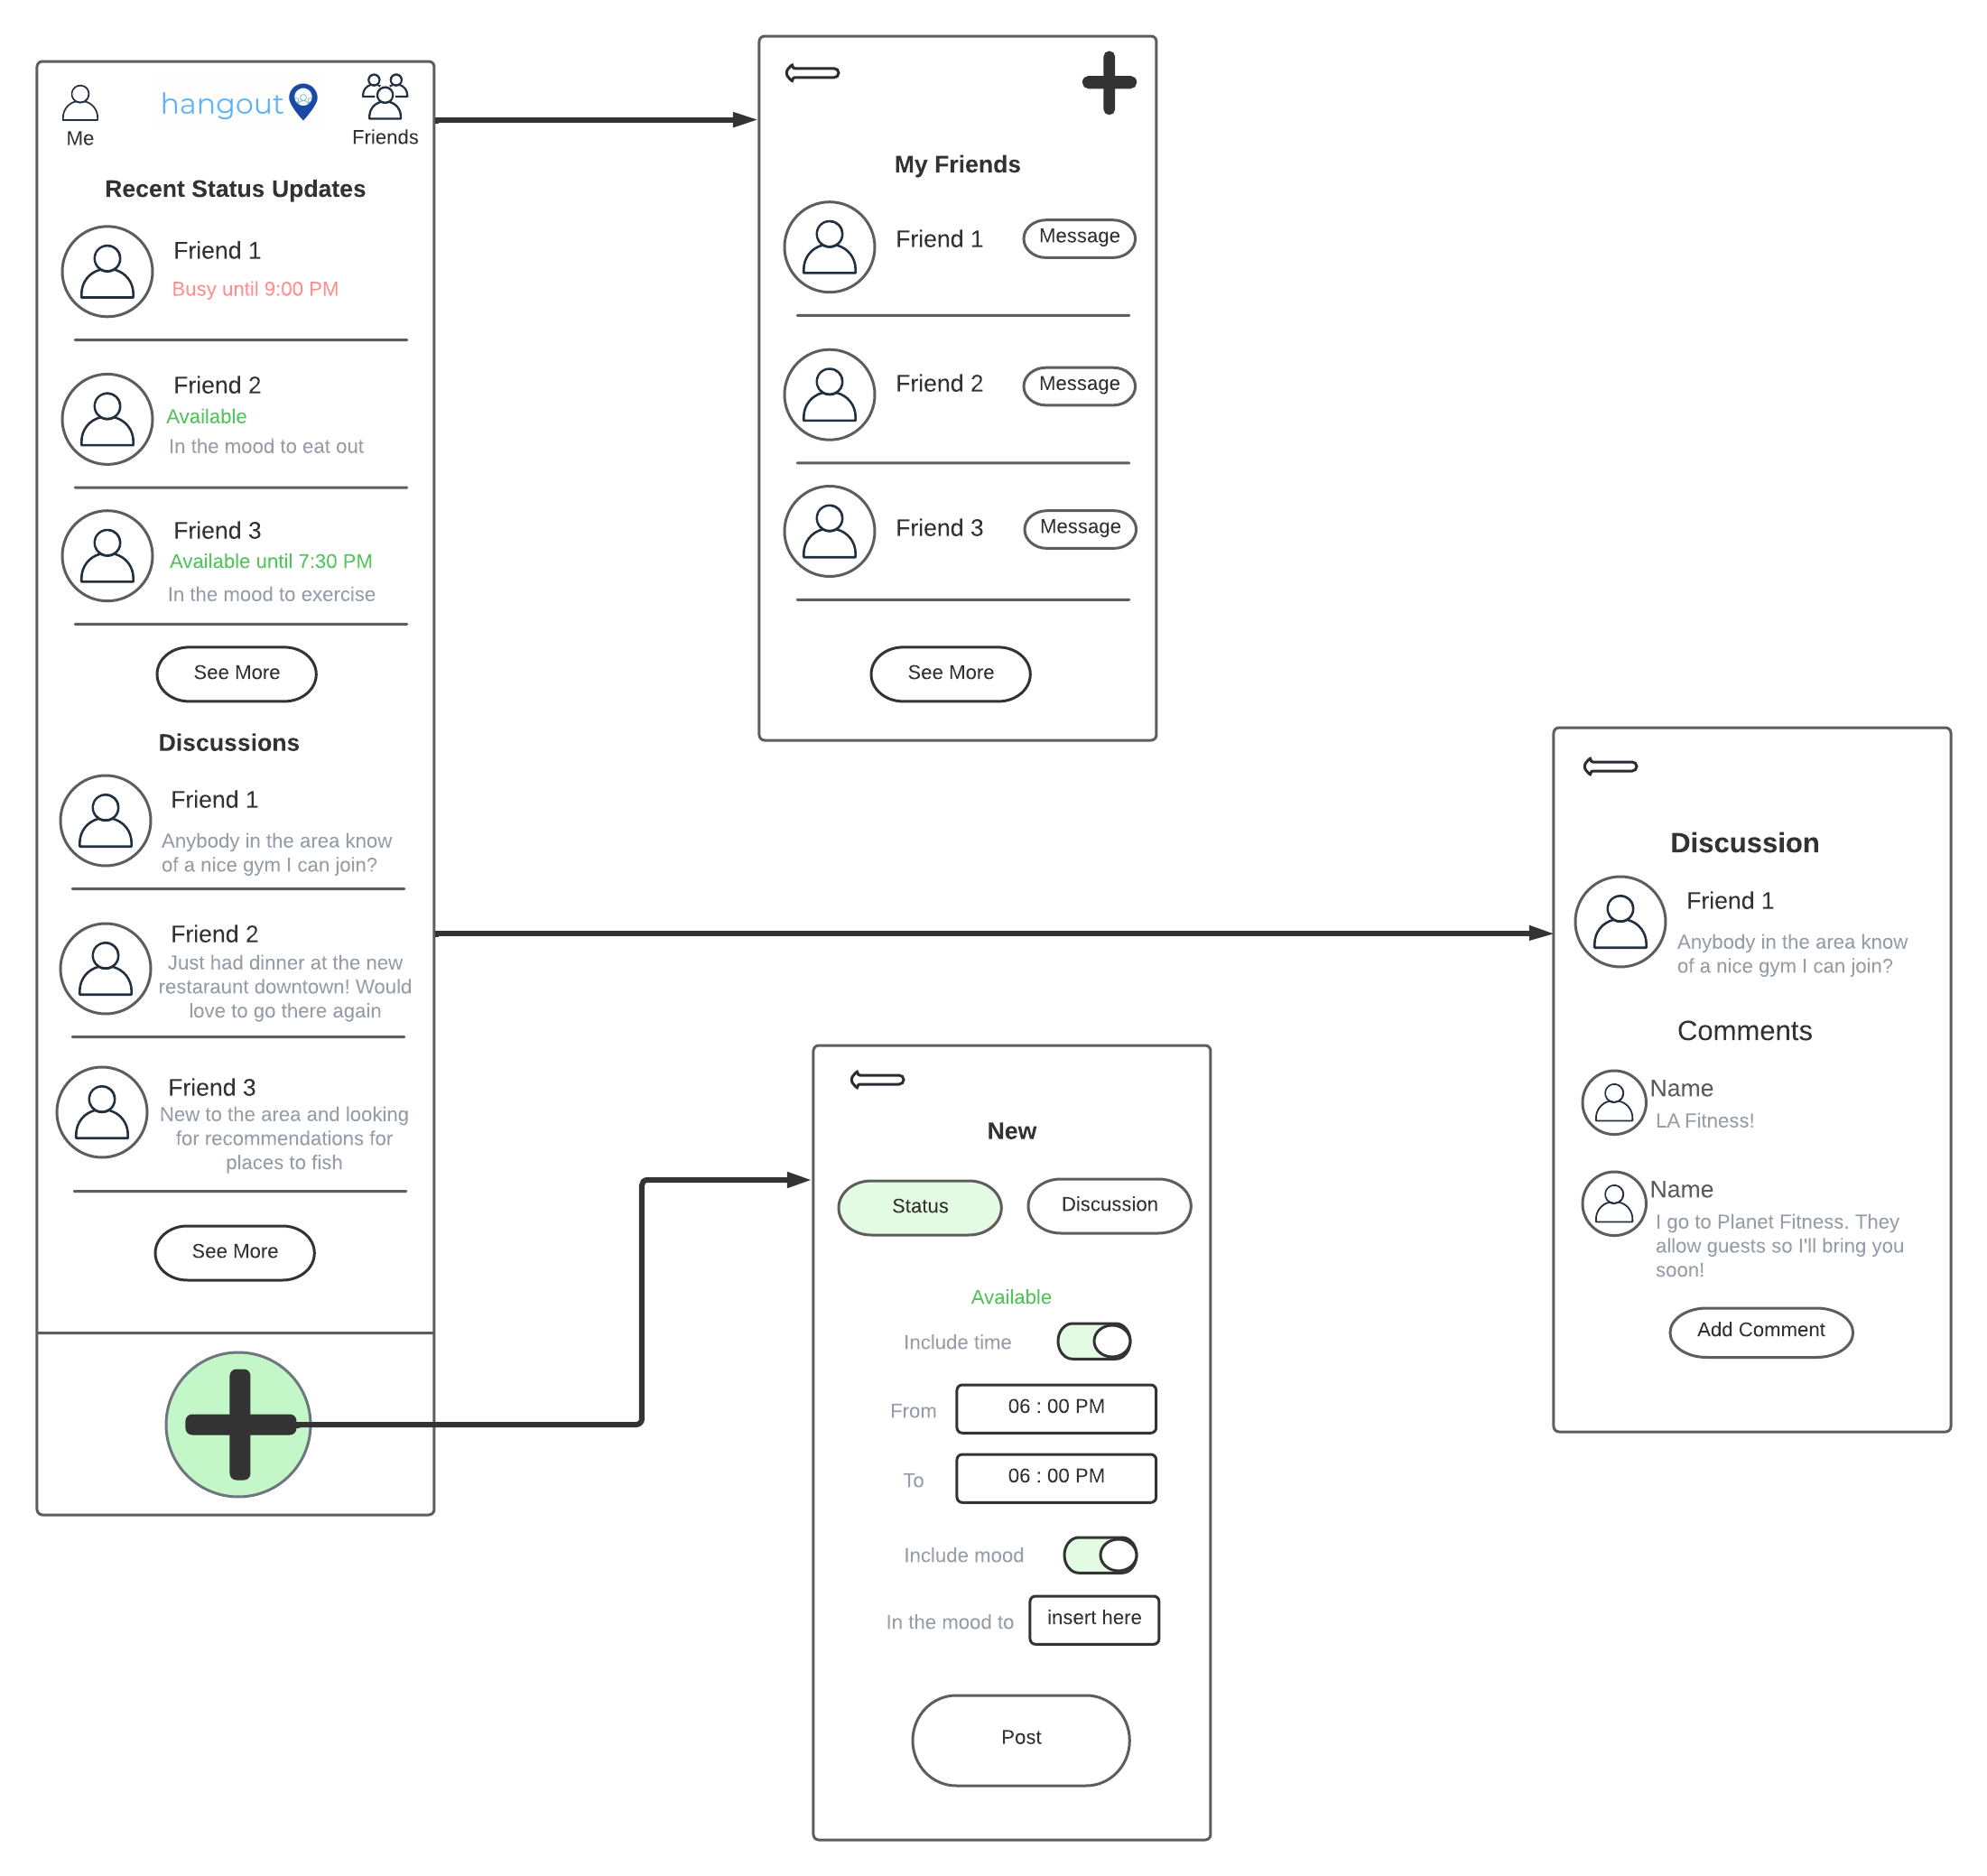 Me
hangout
Friends
Recent Status Updates
Friend 1
Busy until 9:00 PM
Friend 2
Available
In the mood to eat out
Friend 3
Available until 7:30 PM
In the mood to exercise
See More
Discussions
Friend 1
Anybody in the area know
of a nice gym I can join?
Friend 2
Just had dinner at the new
restaraunt downtown! Would
love to go there again
Friend 3
New to the area and looking
for recommendations for
places to fish
See More
My Friends
Friend 1
Message
Friend 2
Message
Friend 3
Message
See More
New
Status
Discussion
Available
Include time
From
06 : 00 PM
To
06 : 00 PM
Include mood
In the mood to
insert here
Post
Discussion
Friend 1
Anybody in the area know
of a nice gym I can join?
Comments
Name
LA Fitness!
Name
I go to Planet Fitness. They
allow guests so I'll bring you
soon!
Add Comment